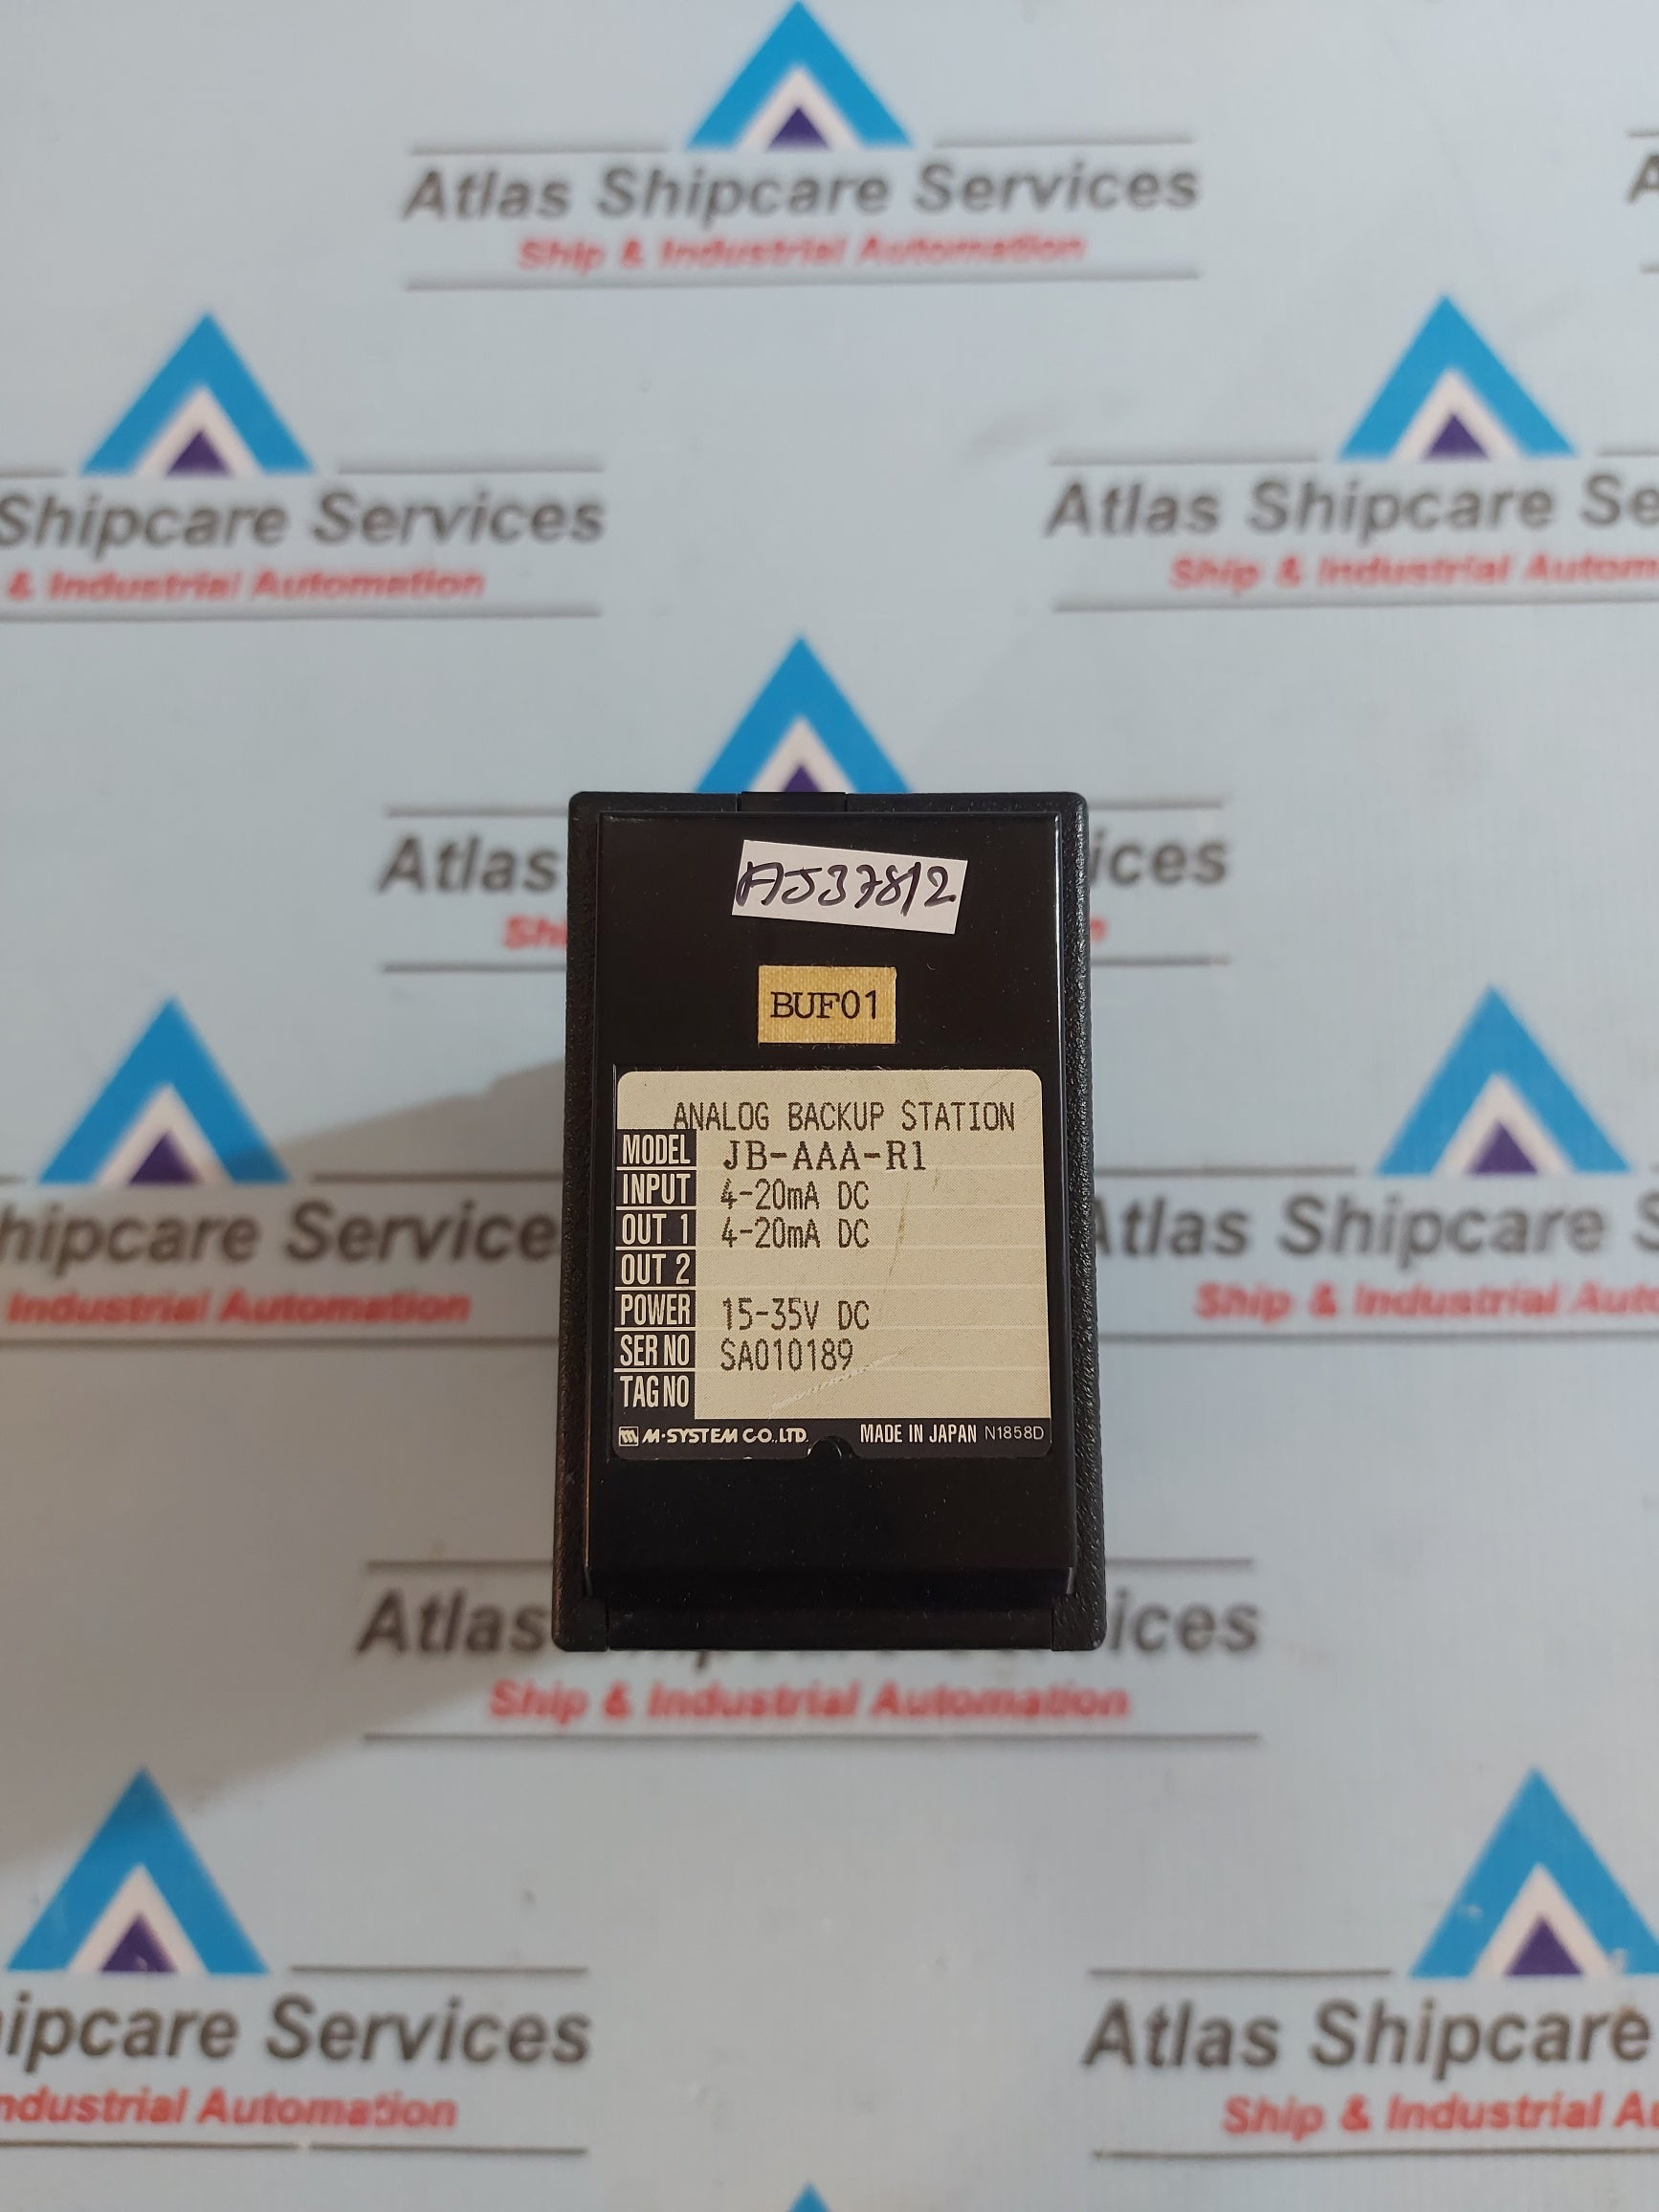 Atlas Shipcare Services
Ship & Industrial Automation
Shipcare Services
& Industrial Automation
Atlas Shipcare Se
Ship & Industrial Autom
Atlas
ices
AJ37812
BUF01
ANALOG BACKUP STATION
MODEL JB-AAA-R1
INPUT 4-20mA DC
OUT 1 4-20mA DC
OUT 2
POWER 15-35V DC
SER NO SA010189
TAG NO
M-SYSTEM CO.,LTD. MADE IN JAPAN N1858D
hipcare Service
Industrial Automation
Atlas Shipcare S
Ship & Industrial Auto
Atlas
ices
Ship & Industrial Automation
ipcare Services
ndustrial Automation
Atlas Shipcare
Ship & Industrial Au